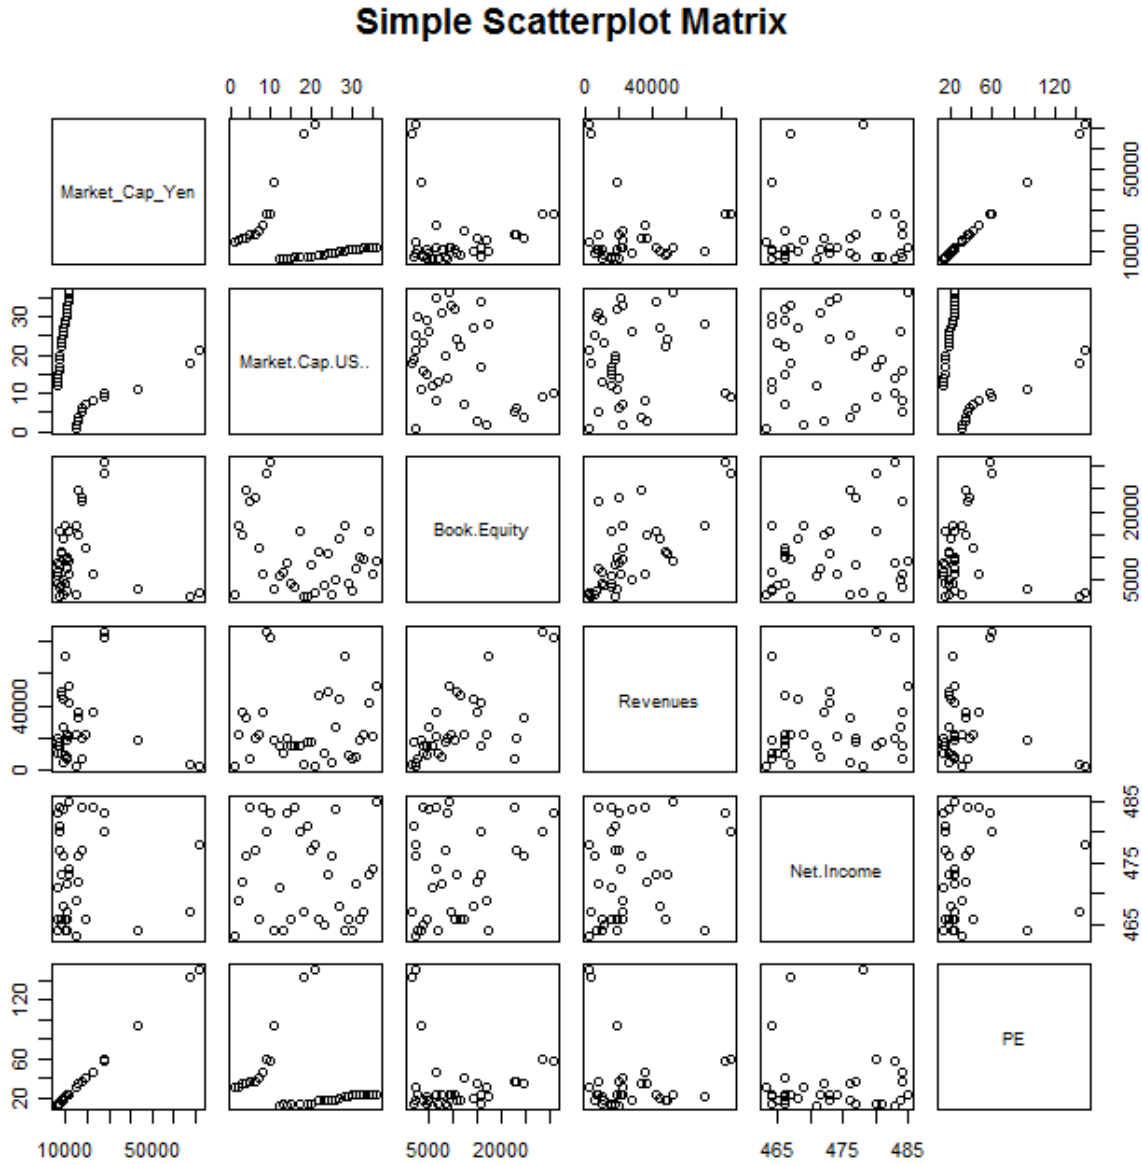 Simple Scatterplot Matrix
0 10 20 30
0 40000
20 60 120
Market_Cap_Yen
10000 50000
0 10 20 30
Market.Cap.US..
Book.Equity
5000 20000
0 40000
Revenues
Net.Income
465 475 485
20 60 120
PE
10000 50000
5000 20000
465 475 485